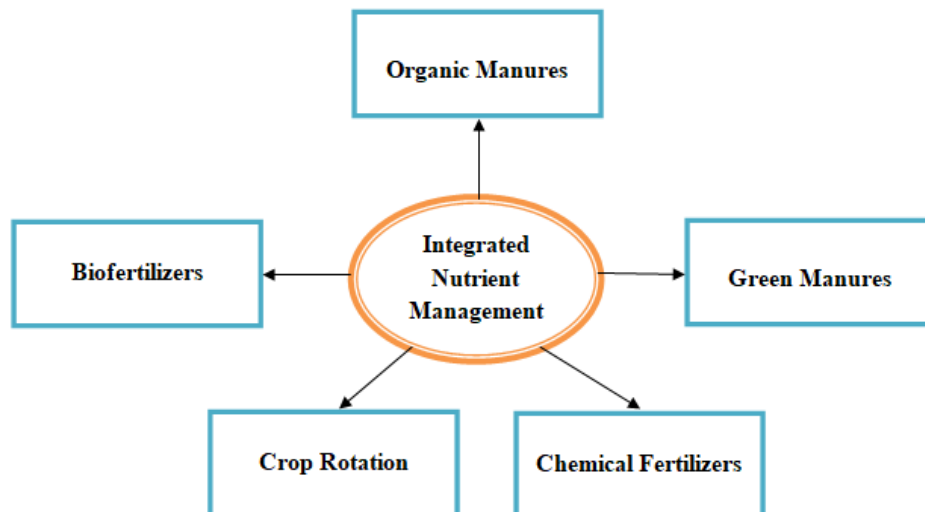 Organic Manures
Biofertilizers
Integrated
Nutrient
Management
Green Manures
Crop Rotation
Chemical Fertilizers